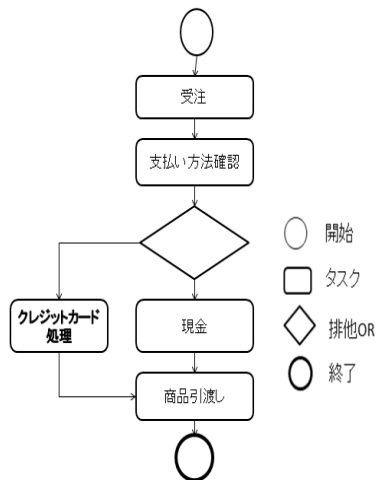 受注
支払い方法確認
クレジットカード
処理
現金
商品引渡し
開始
タスク
排他OR
終了